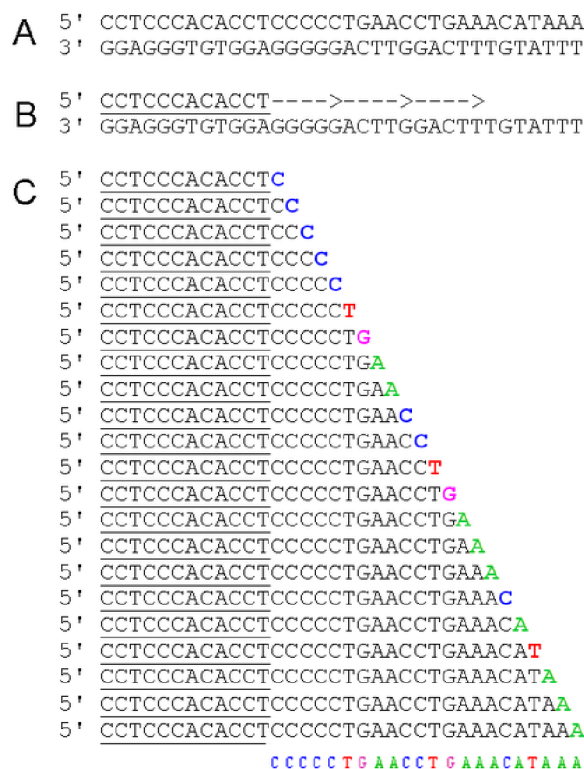 A 5' CCTCCCACACCTCCCCCTGAACCTGAAACATAAA
3' GGAGGGTGTGGAGGGGGACTTGGACTTTGTATTT
B 5' CCTCCCACACCT---->---->---->
3' GGAGGGTGTGGAGGGGGACTTGGACTTTGTATTT
C 5' CCTCCCACACCTC
5' CCTCCCACACCTCC
5' CCTCCCACACCTCCC
5' CCTCCCACACCTCCCC
5' CCTCCCACACCTCCCCC
5' CCTCCCACACCTCCCCCT
5' CCTCCCACACCTCCCCCTG
5' CCTCCCACACCTCCCCCTGA
5' CCTCCCACACCTCCCCCTGAA
5' CCTCCCACACCTCCCCCTGAAC
5' CCTCCCACACCTCCCCCTGAACC
5' CCTCCCACACCTCCCCCTGAACCT
5' CCTCCCACACCTCCCCCTGAACCTG
5' CCTCCCACACCTCCCCCTGAACCTGA
5' CCTCCCACACCTCCCCCTGAACCTGAA
5' CCTCCCACACCTCCCCCTGAACCTGAAA
5' CCTCCCACACCTCCCCCTGAACCTGAAAC
5' CCTCCCACACCTCCCCCTGAACCTGAAACA
5' CCTCCCACACCTCCCCCTGAACCTGAAACAT
5' CCTCCCACACCTCCCCCTGAACCTGAAACATA
5' CCTCCCACACCTCCCCCTGAACCTGAAACATAA
5' CCTCCCACACCTCCCCCTGAACCTGAAACATAAA
CCCCCTGAACCTGAAACATAAA